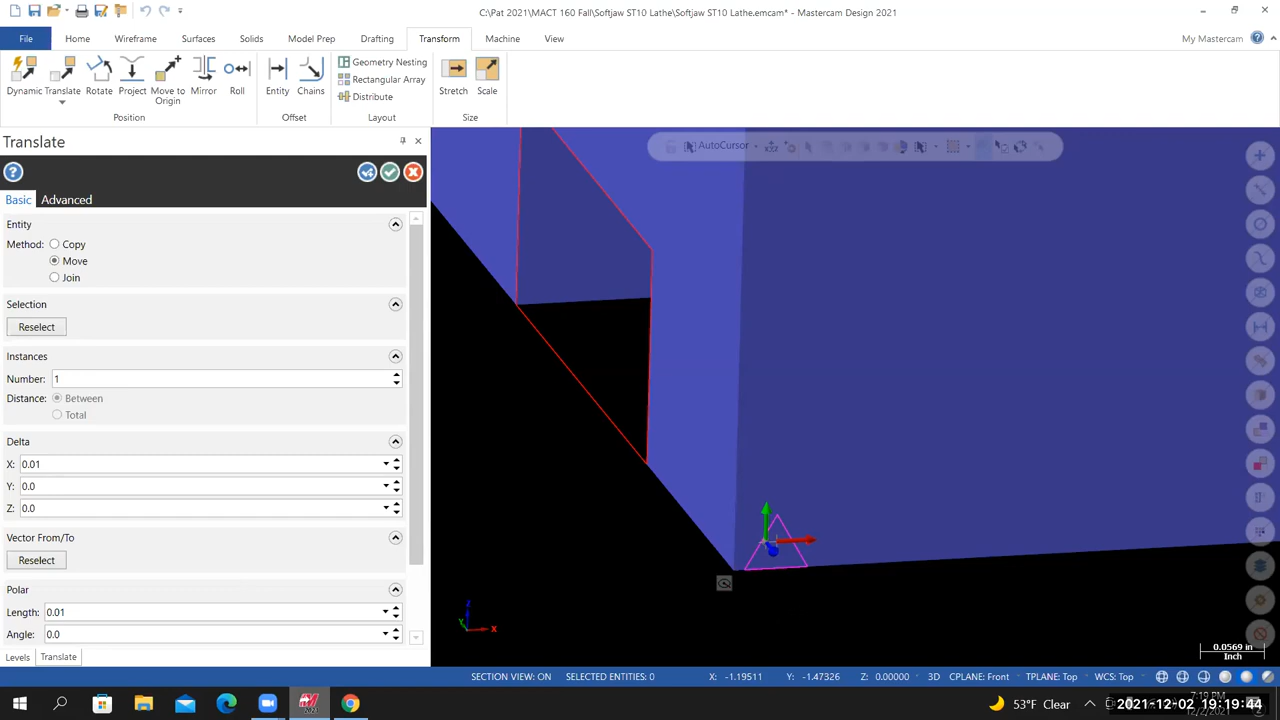 C:\Pat 2021\MACT 160 Fall\Softjaw ST10 Lathe\Softjaw ST10 Lathe.emcam* - Mastercam Design 2021
File Home Wireframe Surfaces Solids Model Prep Drafting Transform Machine View My Mastercam
Dynamic Translate Rotate Project Move to Origin Mirror Roll
Entity Chains
Geometry Nesting
Rectangular Array
Distribute
Stretch Scale
Position Offset Layout Size
Translate
AutoCursor
Basic Advanced
Entity
Method: Copy
Move
Join
Selection
Reselect
Instances
Number: 1
Distance: Between
Total
Delta
X: 0.01
Y: 0.0
Z: 0.0
Vector From/To
Reselect
Polar
Length: 0.01
Angle: 0.0
Z
Y X
0.0569 in
Inch
Levels Translate
SECTION VIEW: ON SELECTED ENTITIES: 0 X: -1.19511 Y: -1.47326 Z: 0.00000 3D CPLANE: Front TPLANE: Top WCS: Top
53°F Clear
7:19 PM
2021-12-02 19:19:44
12/2/2021